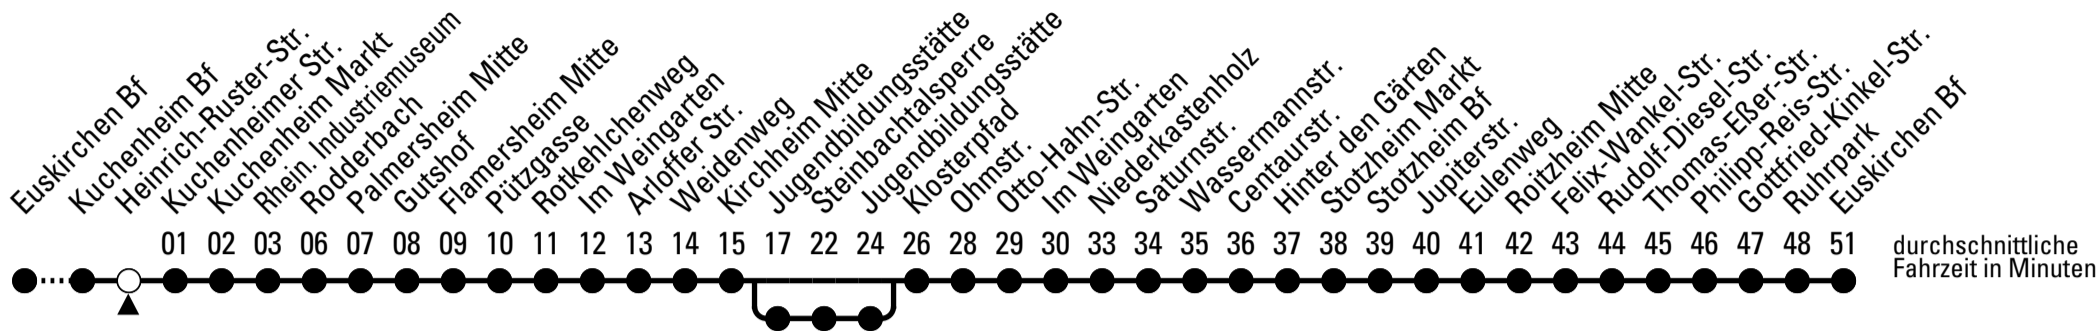 Euskirchen Bf
Kuchenheim Bf
Heinrich-Ruster-Str.
Kuchenheimer Str.
Kuchenheim Markt
Rhein. Industriemuseum
Rodderbach
Palmersheim Mitte
Gutshof
Flamersheim Mitte
Pützgasse
Rotkehlchenweg
Im Weingarten
Arloffer Str.
Weidenweg
Kirchheim Mitte
Jugendbildungsstätte
Steinbachtalsperre
Jugendbildungsstätte
Klosterpfad
Ohmstr.
Otto-Hahn-Str.
Im Weingarten
Niederkastenholz
Saturnstr.
Wassermannstr.
Centaurstr.
Hinter den Gärten
Stotzheim Markt
Stotzheim Bf
Jupiterstr.
Eulenweg
Roitzheim Mitte
Felix-Wankel-Str.
Rudolf-Diesel-Str.
Thomas-Eßer-Str.
Philipp-Reis-Str.
Gottfried-Kinkel-Str.
Ruhrpark
Euskirchen Bf
01 02 03 06 07 08 09 10 11 12 13 14 15 17 22 24 26 28 29 30 33 34 35 36 37 38 39 40 41 42 43 44 45 46 47 48 51
durchschnittliche
Fahrzeit in Minuten